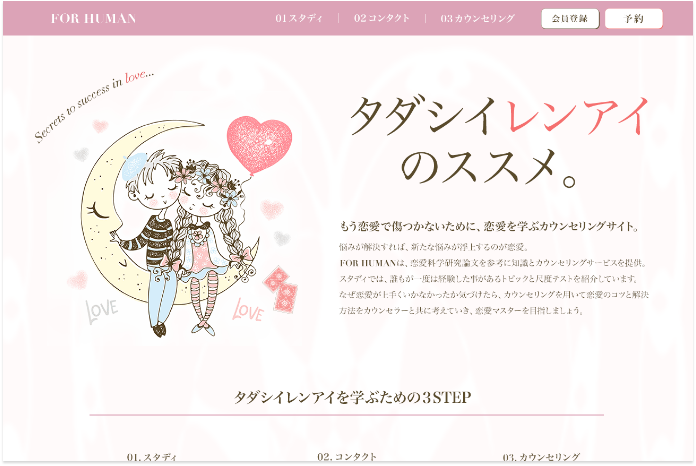 FOR HUMAN
01 スタディ
02 コンタクト
03 カウンセリング
会員登録
予約
Secrets to success in love...
タダシイレンアイ
のススメ。
LOVE
LOVE
もう恋愛で傷つかないために、恋愛を学ぶカウンセリングサイト。
悩みが解決すれば、新たな悩みが浮上するのが恋愛。
FOR HUMANは、恋愛科学研究論文を参考に知識とカウンセリングサービスを提供。
スタディでは、誰もが一度は経験した事があるトピックと尺度テストを紹介しています。
なぜ恋愛が上手くいかなかったか気づけたら、カウンセリングを用いて恋愛のコツと解決
方法をカウンセラーと共に考えていき、恋愛マスターを目指しましょう。
タダシイレンアイを学ぶための3STEP
01. スタディ
02. コンタクト
03. カウンセリング